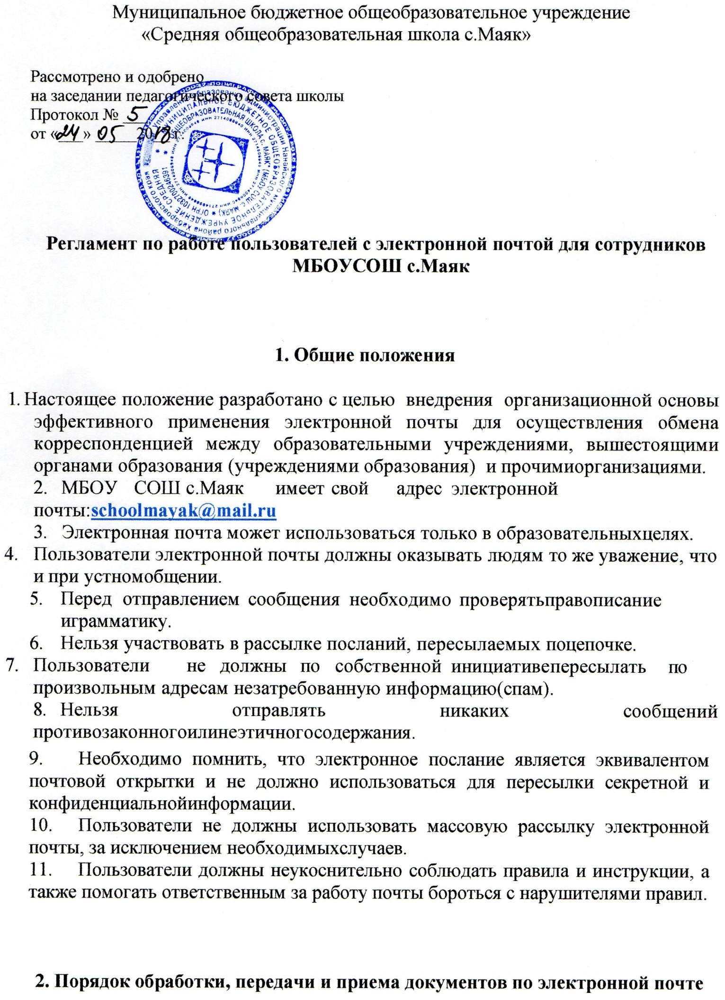 Муниципальное бюджетное общеобразовательное учреждение
«Средняя общеобразовательная школа с.Маяк»
Рассмотрено и одобрено
на заседании педагогического совета школы
Протокол № 5
от «24» 05 2018 г.
Управление образования администрации Нанайского муниципального района Хабаровского края
МУНИЦИПАЛЬНОЕ БЮДЖЕТНОЕ ОБЩЕОБРАЗОВАТЕЛЬНОЕ УЧРЕЖДЕНИЕ "СРЕДНЯЯ
ОБЩЕОБРАЗОВАТЕЛЬНАЯ ШКОЛА с. МАЯК" (МБОУ СОШ с. МАЯК) * ОГРН 1032700246391
Регламент по работе пользователей с электронной почтой для сотрудников
МБОУСОШ с.Маяк
1. Общие положения
1. Настоящее положение разработано с целью внедрения организационной основы
эффективного применения электронной почты для осуществления обмена
корреспонденцией между образовательными учреждениями, вышестоящими
органами образования (учреждениями образования) и прочимиорганизациями.
2. МБОУ СОШ с.Маяк имеет свой адрес электронной
почты:schoolmayak@mail.ru
3. Электронная почта может использоваться только в образовательныхцелях.
4. Пользователи электронной почты должны оказывать людям то же уважение, что
и при устномобщении.
5. Перед отправлением сообщения необходимо проверятьправописание
играмматику.
6. Нельзя участвовать в рассылке посланий, пересылаемых поцепочке.
7. Пользователи не должны по собственной инициативепересылать по
произвольным адресам незатребованную информацию(спам).
8. Нельзя отправлять никаких сообщений
противозаконногоилинеэтичногосодержания.
9. Необходимо помнить, что электронное послание является эквивалентом
почтовой открытки и не должно использоваться для пересылки секретной и
конфиденциальнойинформации.
10. Пользователи не должны использовать массовую рассылку электронной
почты, за исключением необходимыхслучаев.
11. Пользователи должны неукоснительно соблюдать правила и инструкции, а
также помогать ответственным за работу почты бороться с нарушителями правил.
2. Порядок обработки, передачи и приема документов по электронной почте